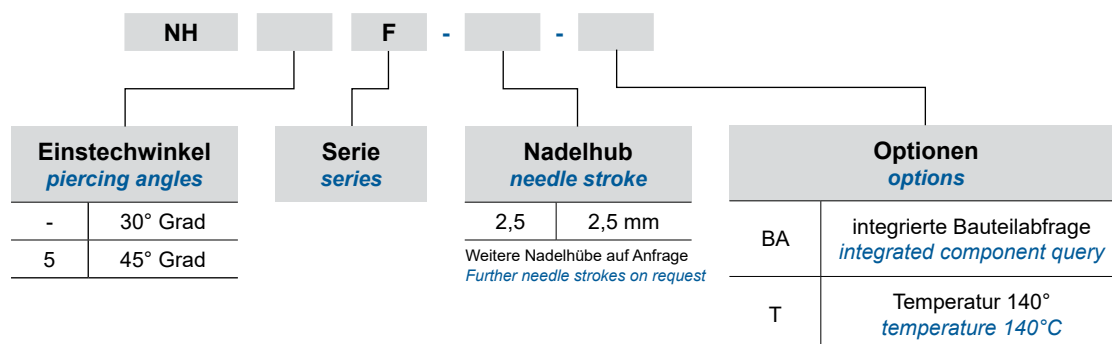 NH F - -
Einstechwinkel
piercing angles
- 30° Grad
5 45° Grad
Serie
series
Nadelhub
needle stroke
2,5 2,5 mm
Weitere Nadelhübe auf Anfrage
Further needle strokes on request
Optionen
options
BA integrierte Bauteilabfrage
integrated component query
T Temperatur 140°
temperature 140°C